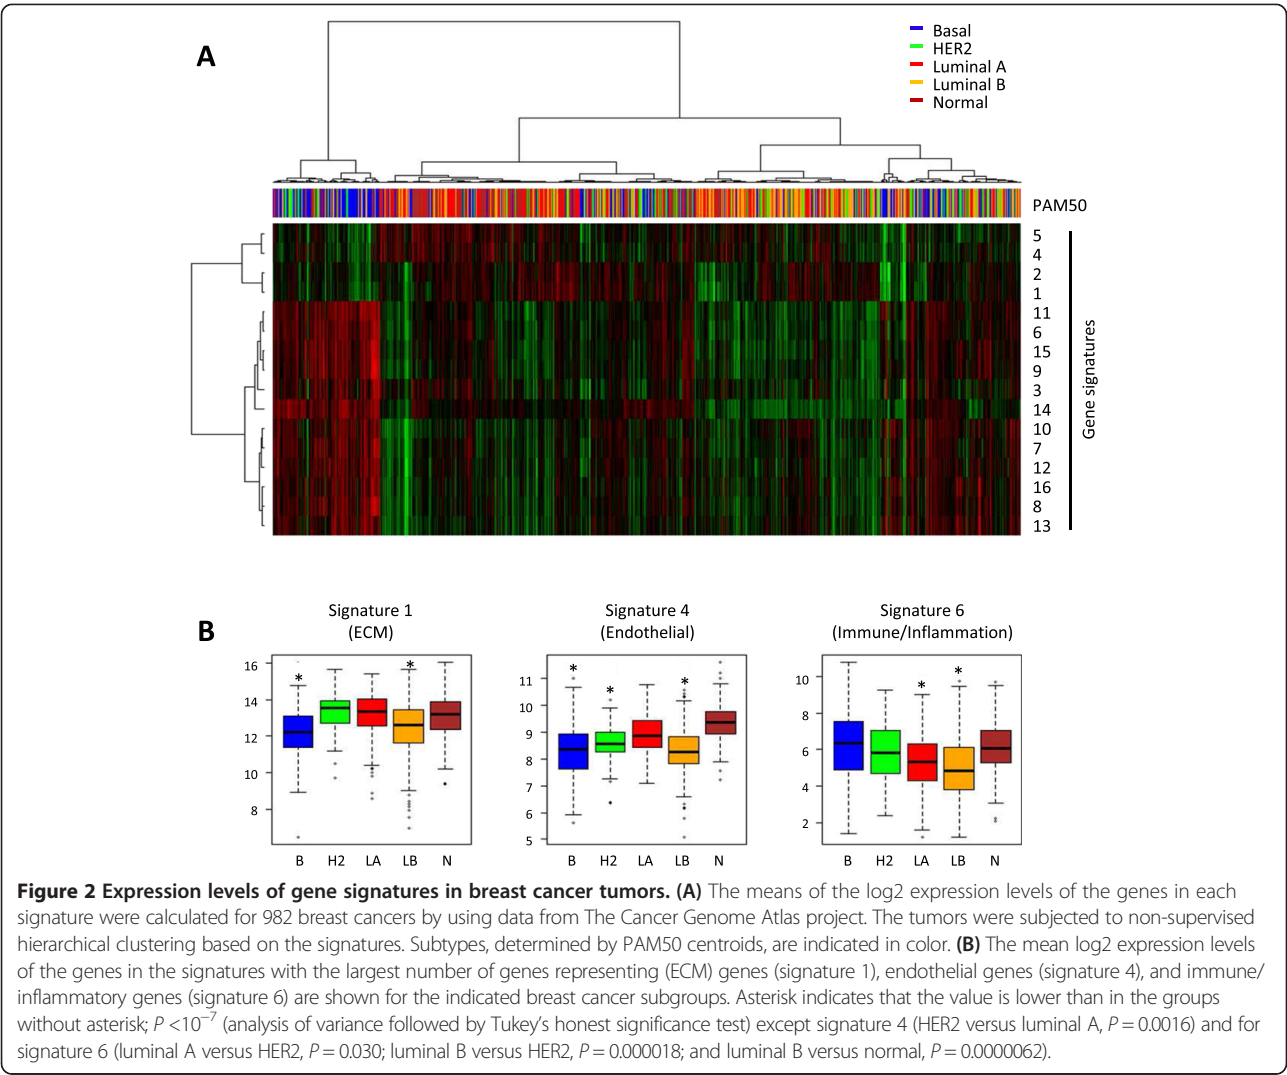 A
Basal
HER2
Luminal A
Luminal B
Normal
PAM50
5
4
2
1
11
6
15
9
3
14
10
7
12
16
8
13
Gene signatures
B
Signature 1
(ECM)
16
14
12
10
8
* *
B H2 LA LB N
Signature 4
(Endothelial)
11
10
9
8
7
6
5
* * *
B H2 LA LB N
Signature 6
(Immune/Inflammation)
10
8
6
4
2
* *
B H2 LA LB N
Figure 2 Expression levels of gene signatures in breast cancer tumors. (A) The means of the log2 expression levels of the genes in each
signature were calculated for 982 breast cancers by using data from The Cancer Genome Atlas project. The tumors were subjected to non-supervised
hierarchical clustering based on the signatures. Subtypes, determined by PAM50 centroids, are indicated in color. (B) The mean log2 expression levels
of the genes in the signatures with the largest number of genes representing (ECM) genes (signature 1), endothelial genes (signature 4), and immune/
inflammatory genes (signature 6) are shown for the indicated breast cancer subgroups. Asterisk indicates that the value is lower than in the groups
without asterisk; P <10⁻⁷ (analysis of variance followed by Tukey's honest significance test) except signature 4 (HER2 versus luminal A, P = 0.0016) and for
signature 6 (luminal A versus HER2, P = 0.030; luminal B versus HER2, P = 0.000018; and luminal B versus normal, P = 0.0000062).